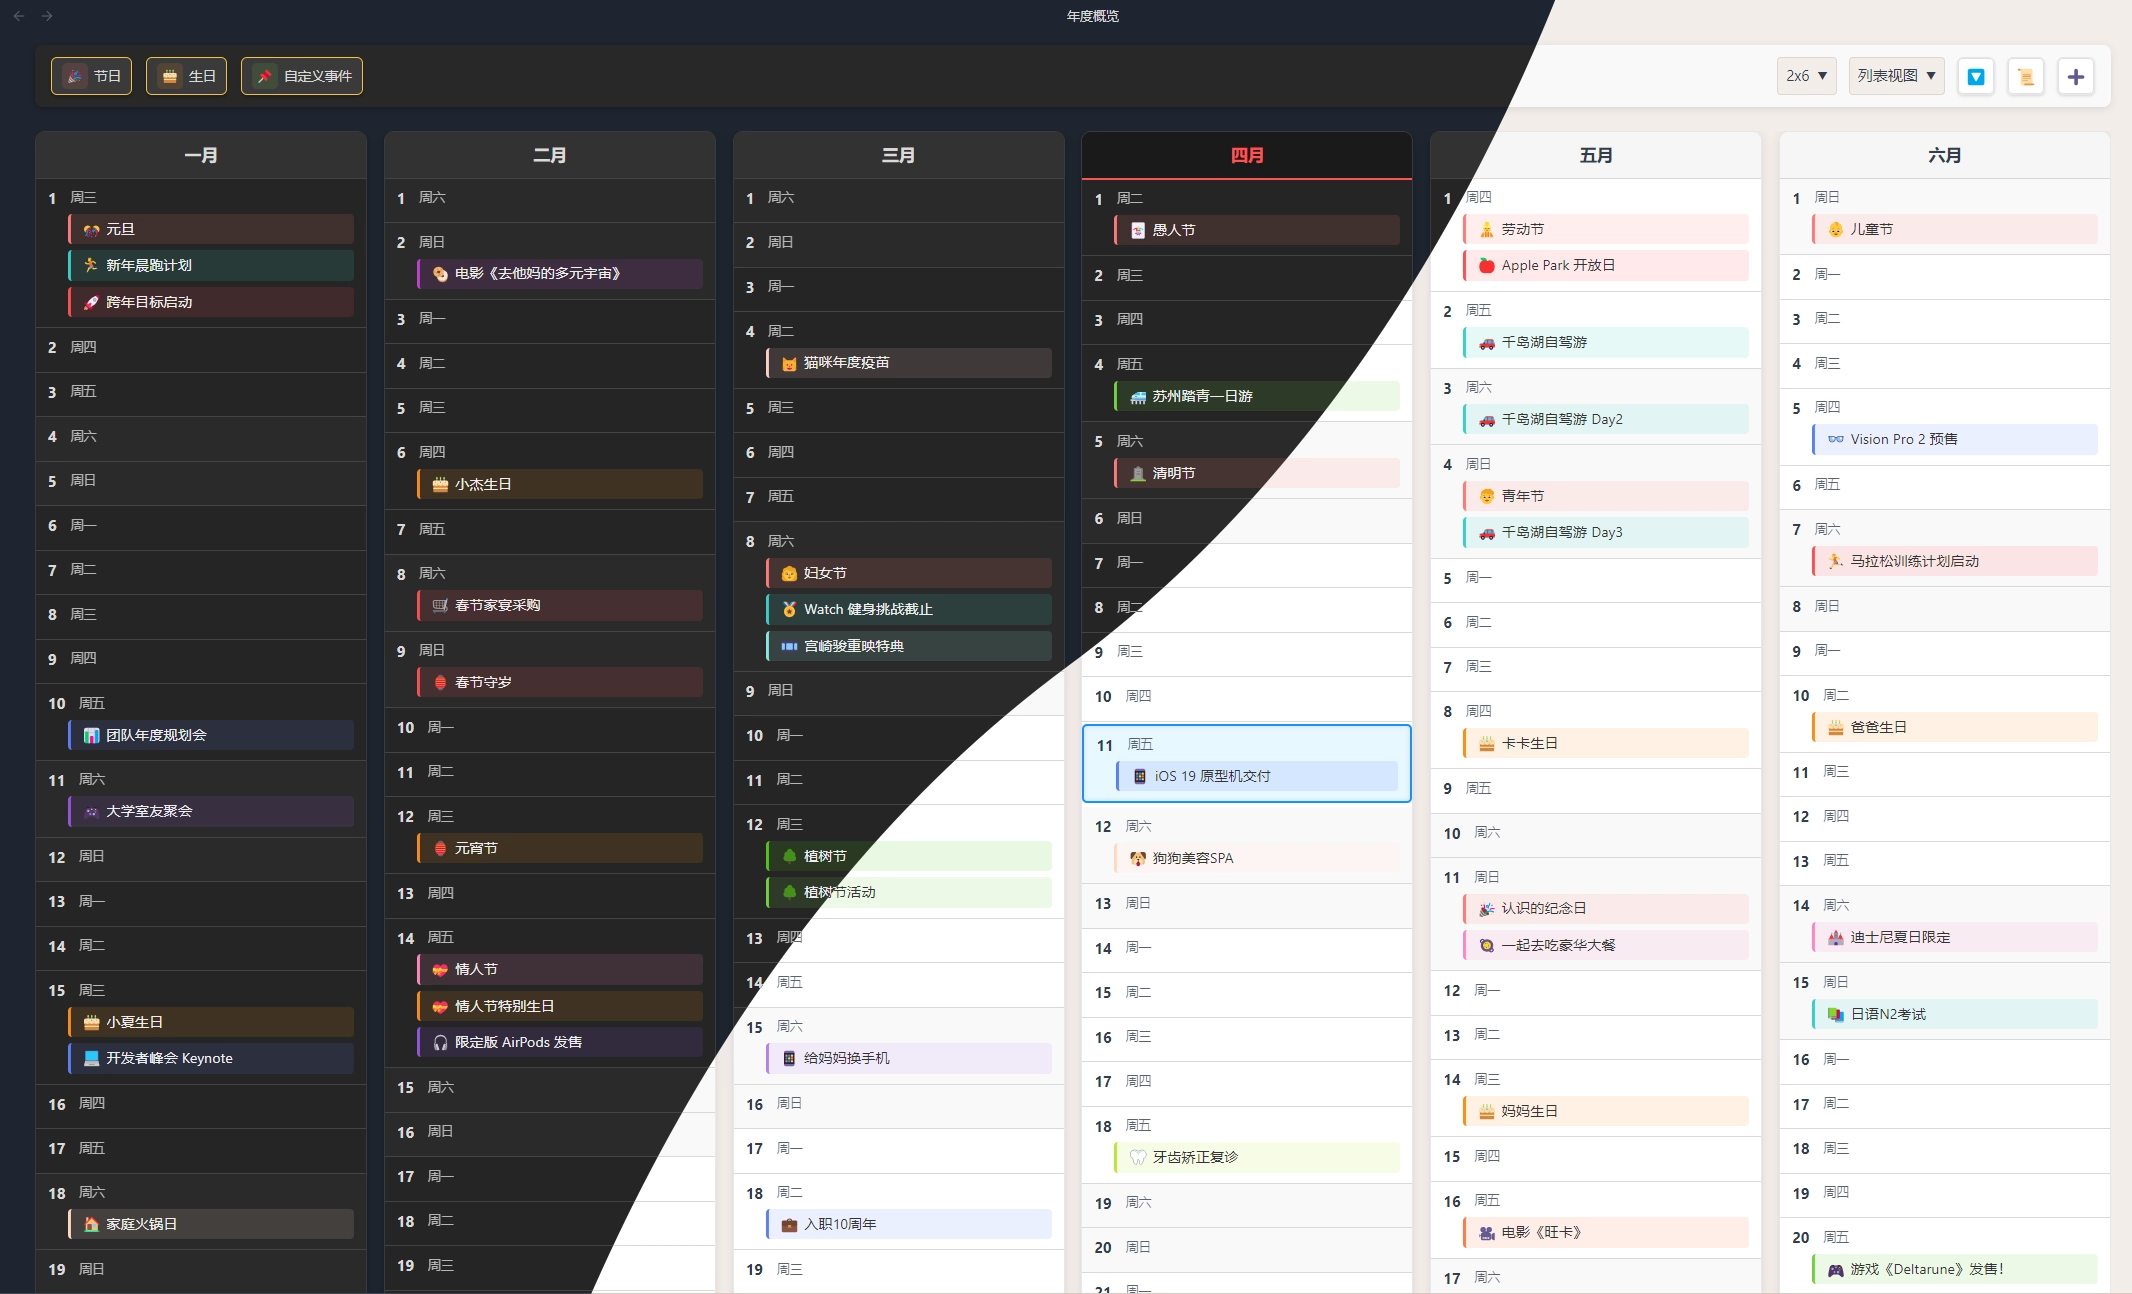 年度概览
节日
生日
自定义事件
2x6
列表视图
一月
1 周三
元旦
新年晨跑计划
跨年目标启动
2 周四
3 周五
4 周六
5 周日
6 周一
7 周二
8 周三
9 周四
10 周五
团队年度规划会
11 周六
大学室友聚会
12 周日
13 周一
14 周二
15 周三
小夏生日
开发者峰会 Keynote
16 周四
17 周五
18 周六
家庭火锅日
19 周日
二月
1 周六
2 周日
电影《去他妈的多元宇宙》
3 周一
4 周二
5 周三
6 周四
小杰生日
7 周五
8 周六
春节家宴采购
9 周日
春节守岁
10 周一
11 周二
12 周三
元宵节
13 周四
14 周五
情人节
情人节特别生日
限定版 AirPods 发售
15 周六
16 周日
17 周一
18 周二
19 周三
三月
1 周六
2 周日
3 周一
4 周二
猫咪年度疫苗
5 周三
6 周四
7 周五
8 周六
妇女节
Watch 健身挑战截止
宫崎骏重映特典
9 周日
10 周一
11 周二
12 周三
植树节
植树节活动
13 周四
14 周五
15 周六
给妈妈换手机
16 周日
17 周一
18 周二
入职10周年
19 周三
四月
1 周二
愚人节
2 周三
3 周四
4 周五
苏州踏青一日游
5 周六
清明节
6 周日
7 周一
8 周二
9 周三
10 周四
11 周五
iOS 19 原型机交付
12 周六
狗狗美容SPA
13 周日
14 周一
15 周二
16 周三
17 周四
18 周五
牙齿矫正复诊
19 周六
20 周日
21 周一
五月
1 周四
劳动节
Apple Park 开放日
2 周五
千岛湖自驾游
3 周六
千岛湖自驾游 Day2
4 周日
青年节
千岛湖自驾游 Day3
5 周一
6 周二
7 周三
8 周四
卡卡生日
9 周五
10 周六
11 周日
认识的纪念日
一起去吃豪华大餐
12 周一
13 周二
14 周三
妈妈生日
15 周四
16 周五
电影《旺卡》
17 周六
六月
1 周日
儿童节
2 周一
3 周二
4 周三
5 周四
Vision Pro 2 预售
6 周五
7 周六
马拉松训练计划启动
8 周日
9 周一
10 周二
爸爸生日
11 周三
12 周四
13 周五
14 周六
迪士尼夏日限定
15 周日
日语N2考试
16 周一
17 周二
18 周三
19 周四
20 周五
游戏《Deltarune》发售！